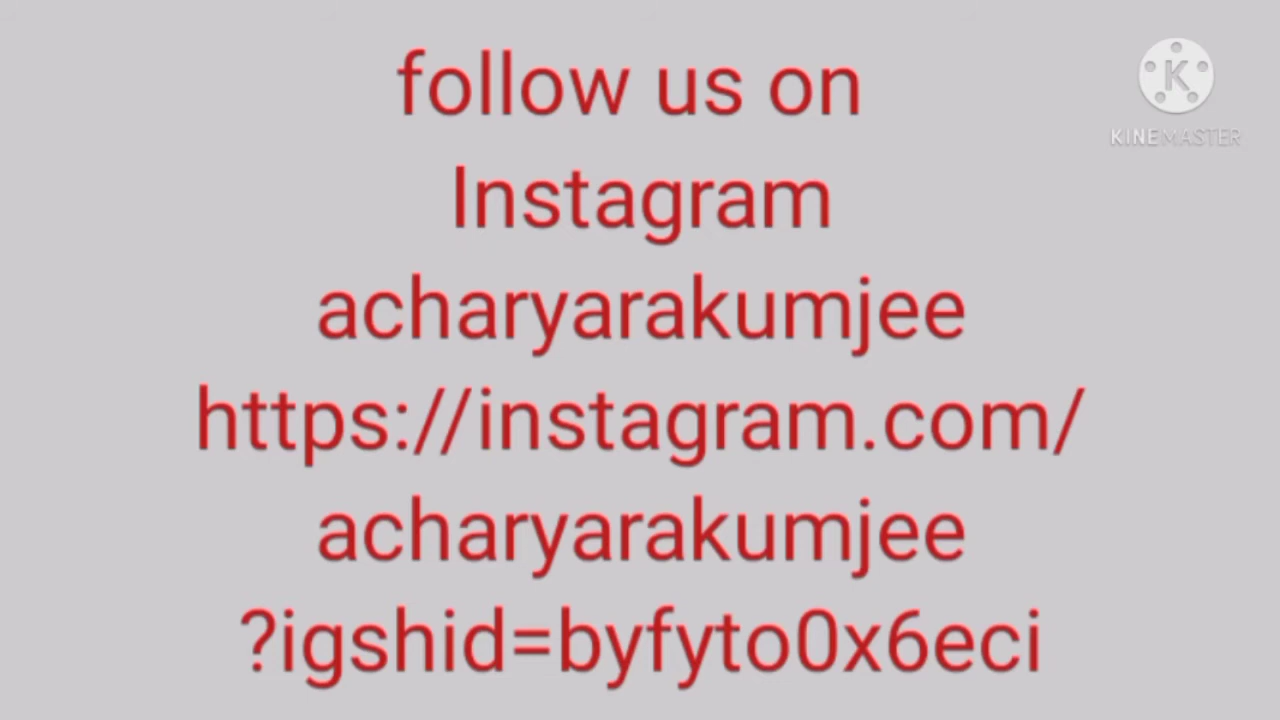 follow us on
Instagram
acharyarakumjee
https://instagram.com/
acharyarakumjee
?igshid=byfyto0x6eci
K
KINEMASTER